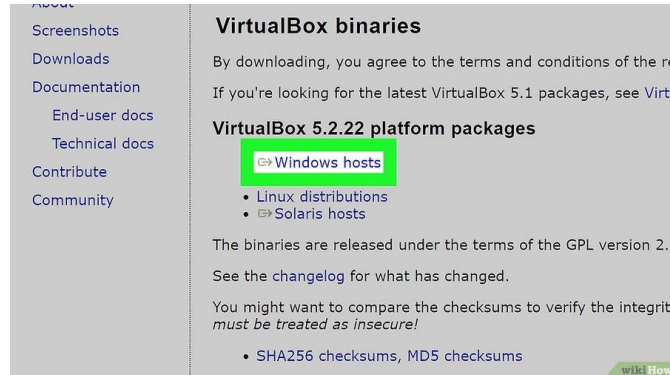 About
Screenshots
Downloads
Documentation
End-user docs
Technical docs
Contribute
Community
VirtualBox binaries
By downloading, you agree to the terms and conditions of the re
If you're looking for the latest VirtualBox 5.1 packages, see Virt
VirtualBox 5.2.22 platform packages
Windows hosts
Linux distributions
Solaris hosts
The binaries are released under the terms of the GPL version 2.
See the changelog for what has changed.
You might want to compare the checksums to verify the integrit
must be treated as insecure!
SHA256 checksums, MD5 checksums
wikiHow